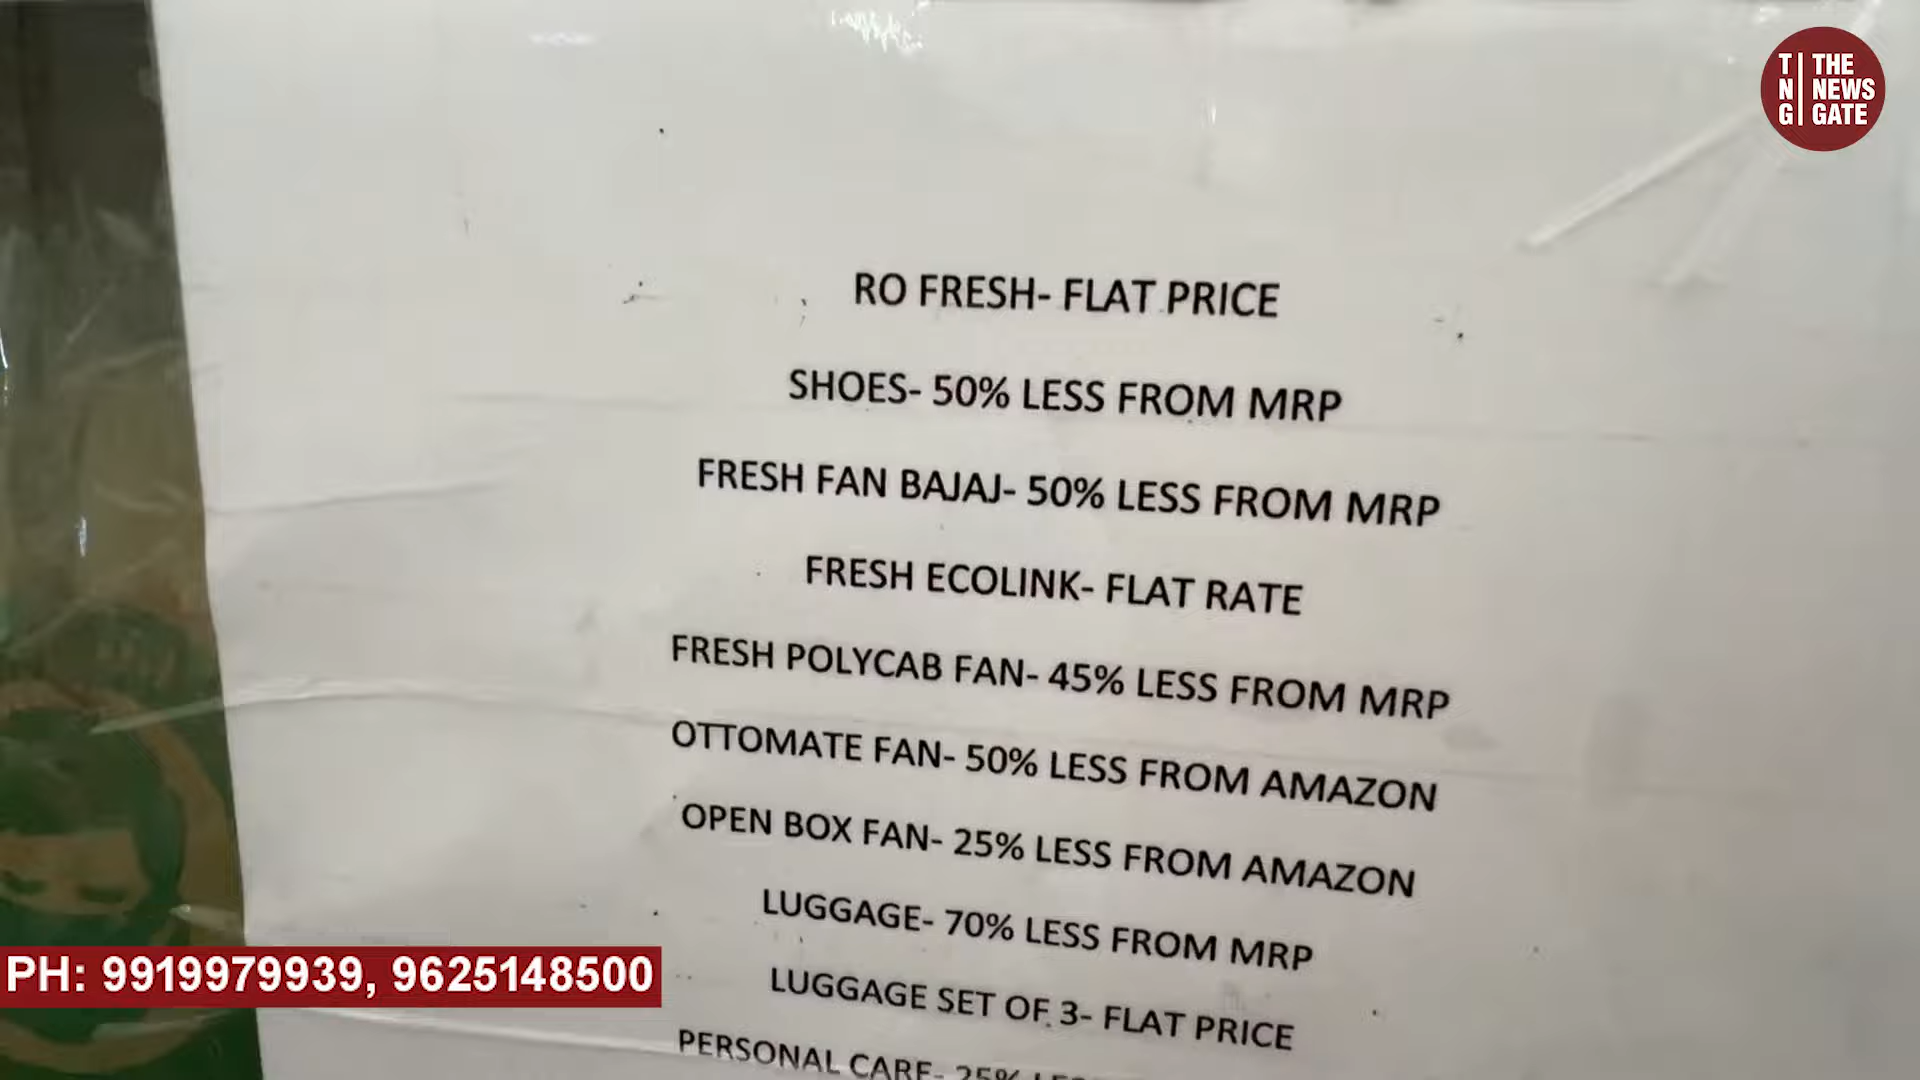 T THE
N NEWS
G GATE
RO FRESH- FLAT PRICE
SHOES- 50% LESS FROM MRP
FRESH FAN BAJAJ- 50% LESS FROM MRP
FRESH ECOLINK- FLAT RATE
FRESH POLYCAB FAN- 45% LESS FROM MRP
OTTOMATE FAN- 50% LESS FROM AMAZON
OPEN BOX FAN- 25% LESS FROM AMAZON
LUGGAGE- 70% LESS FROM MRP
LUGGAGE SET OF 3- FLAT PRICE
PERSONAL CARE- 25%
PH: 9919979939, 9625148500